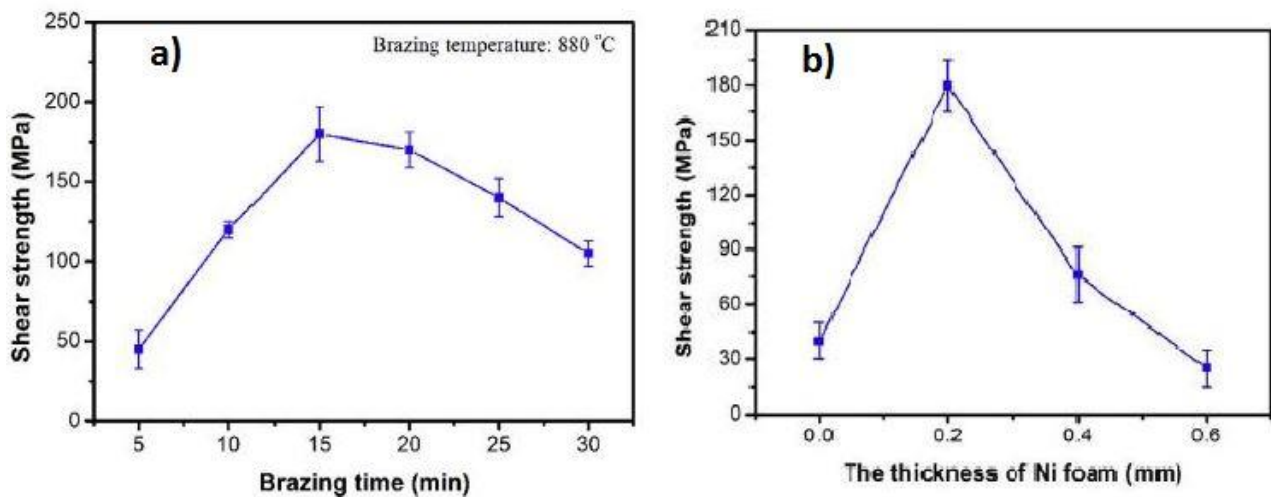 a)
Brazing temperature: 880 °C
Shear strength (MPa)
250
200
150
100
50
0
5 10 15 20 25 30
Brazing time (min)
b)
Shear strength (MPa)
210
180
150
120
90
60
30
0
0.0 0.2 0.4 0.6
The thickness of Ni foam (mm)